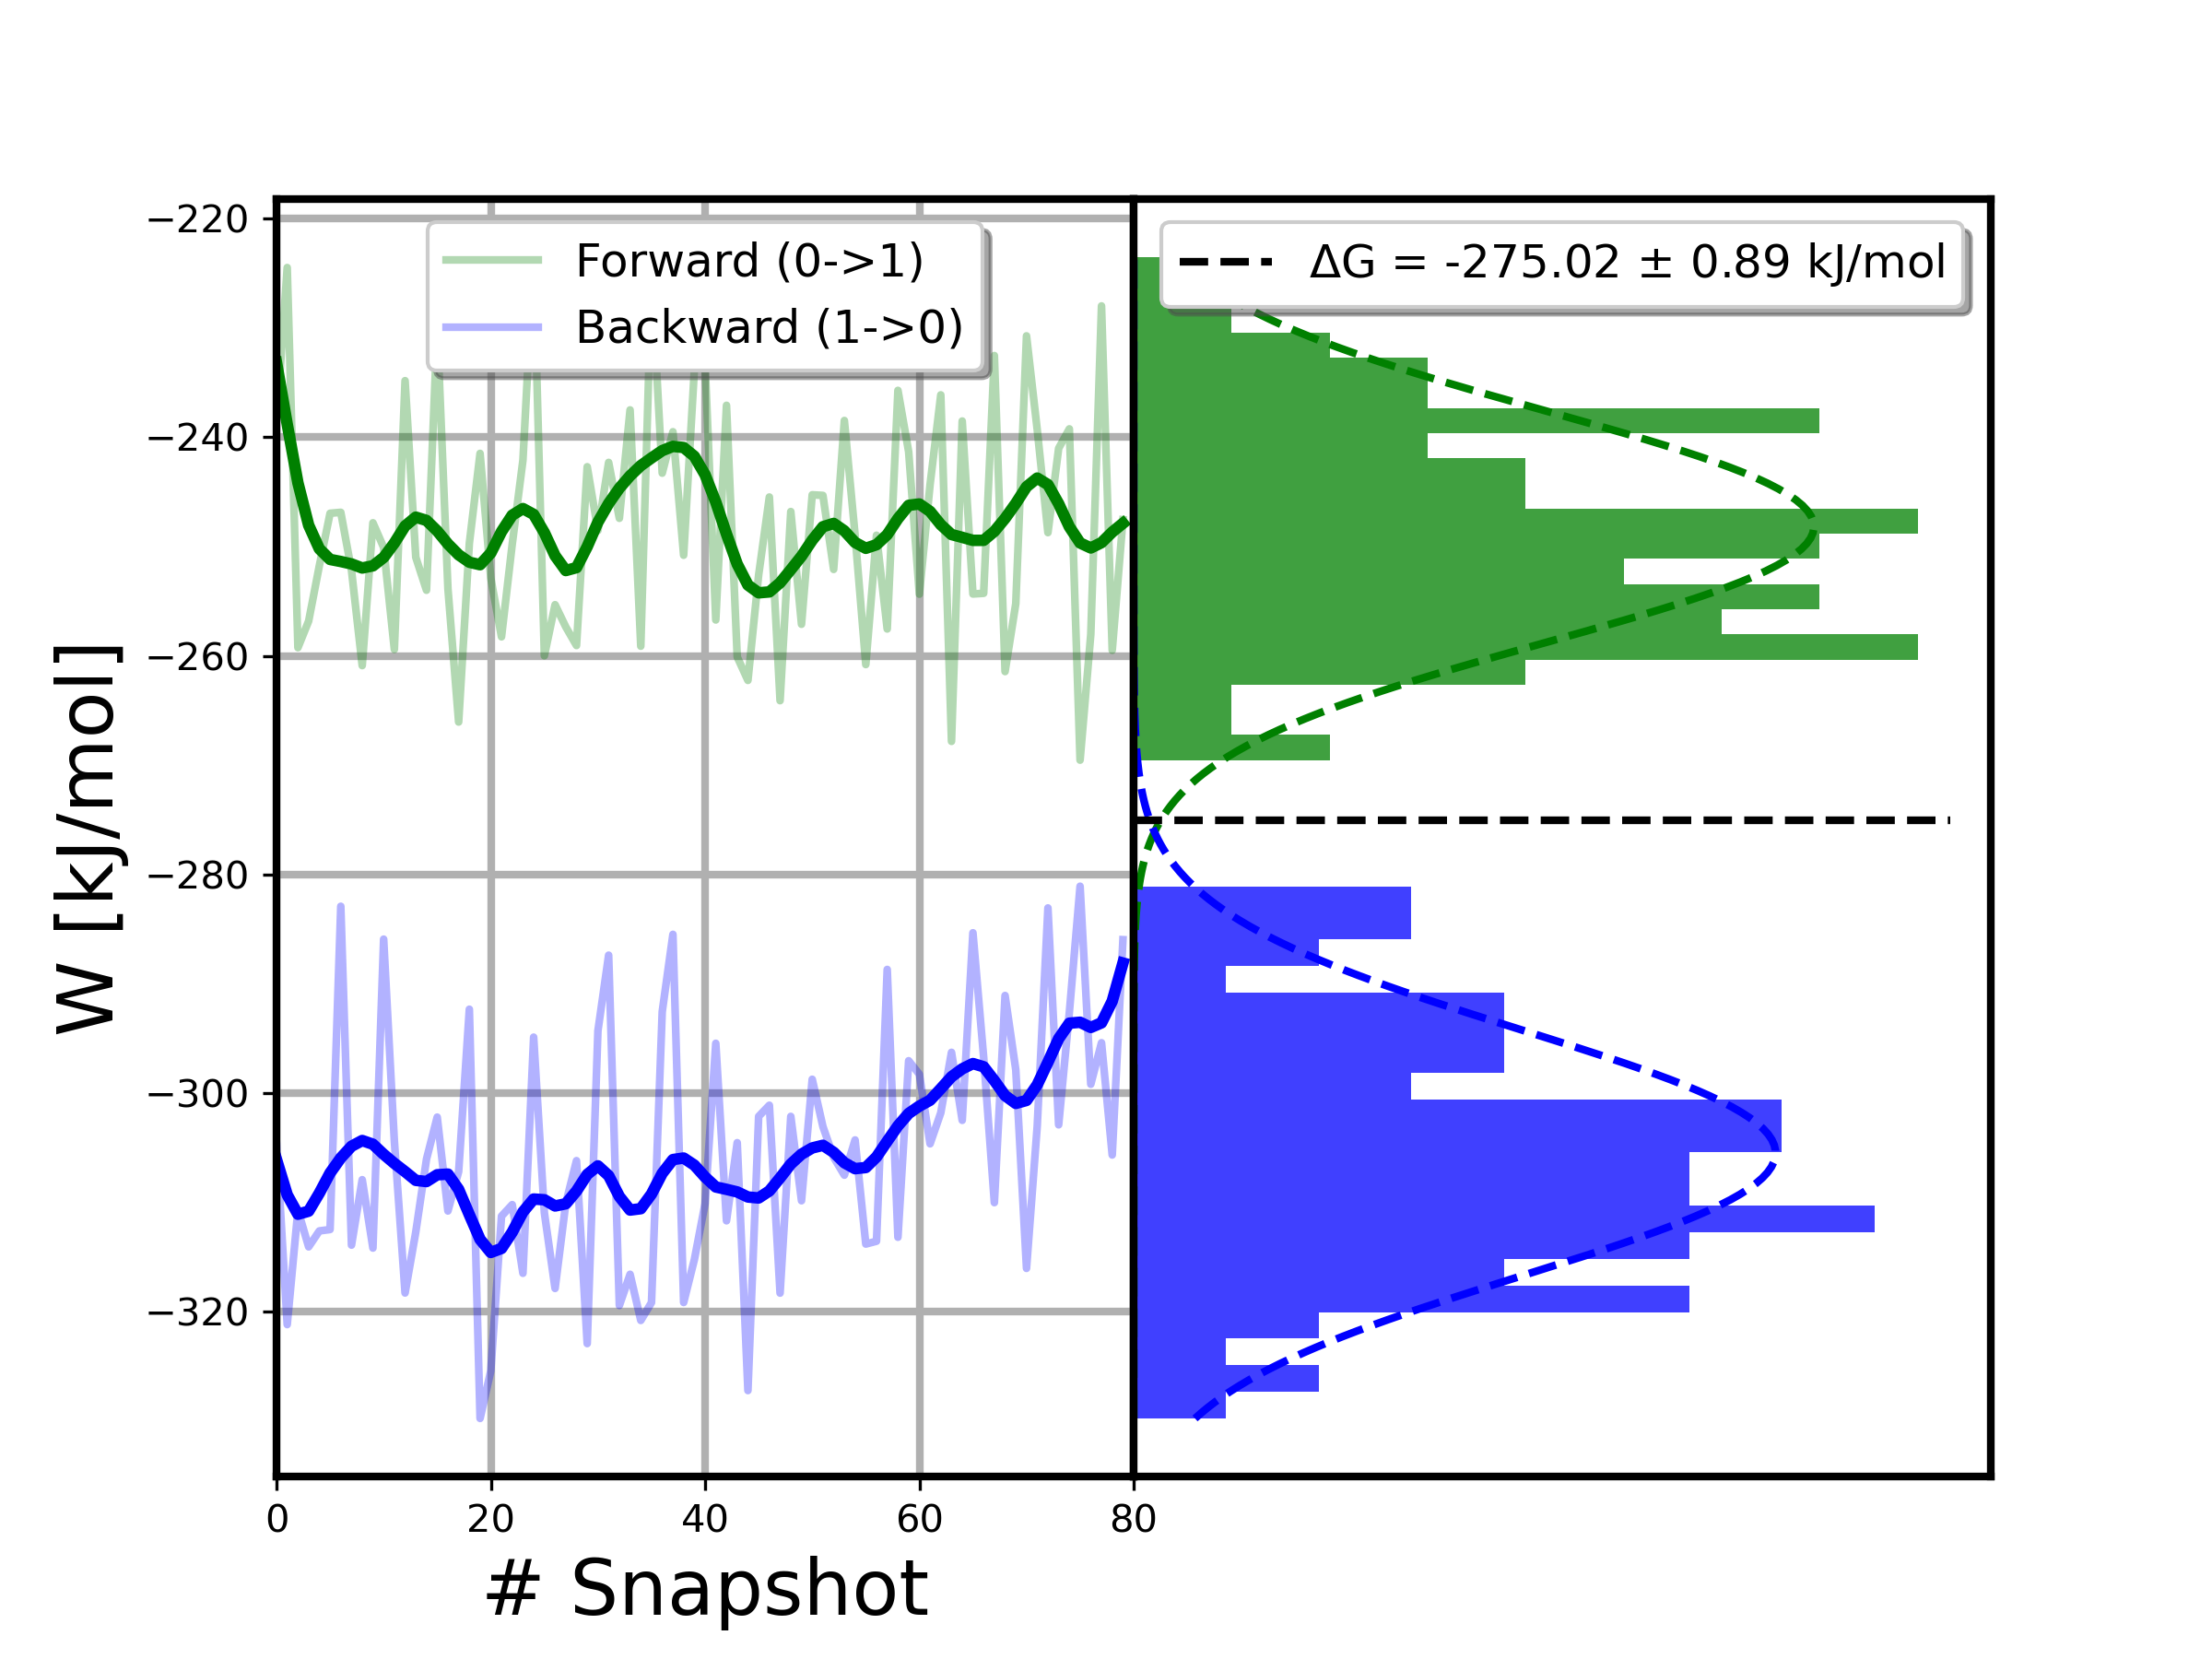 −220
−240
−260
−280
−300
−320
W [kJ/mol]
Forward (0->1)
Backward (1->0)
ΔG = -275.02 ± 0.89 kJ/mol
0 20 40 60 80
# Snapshot